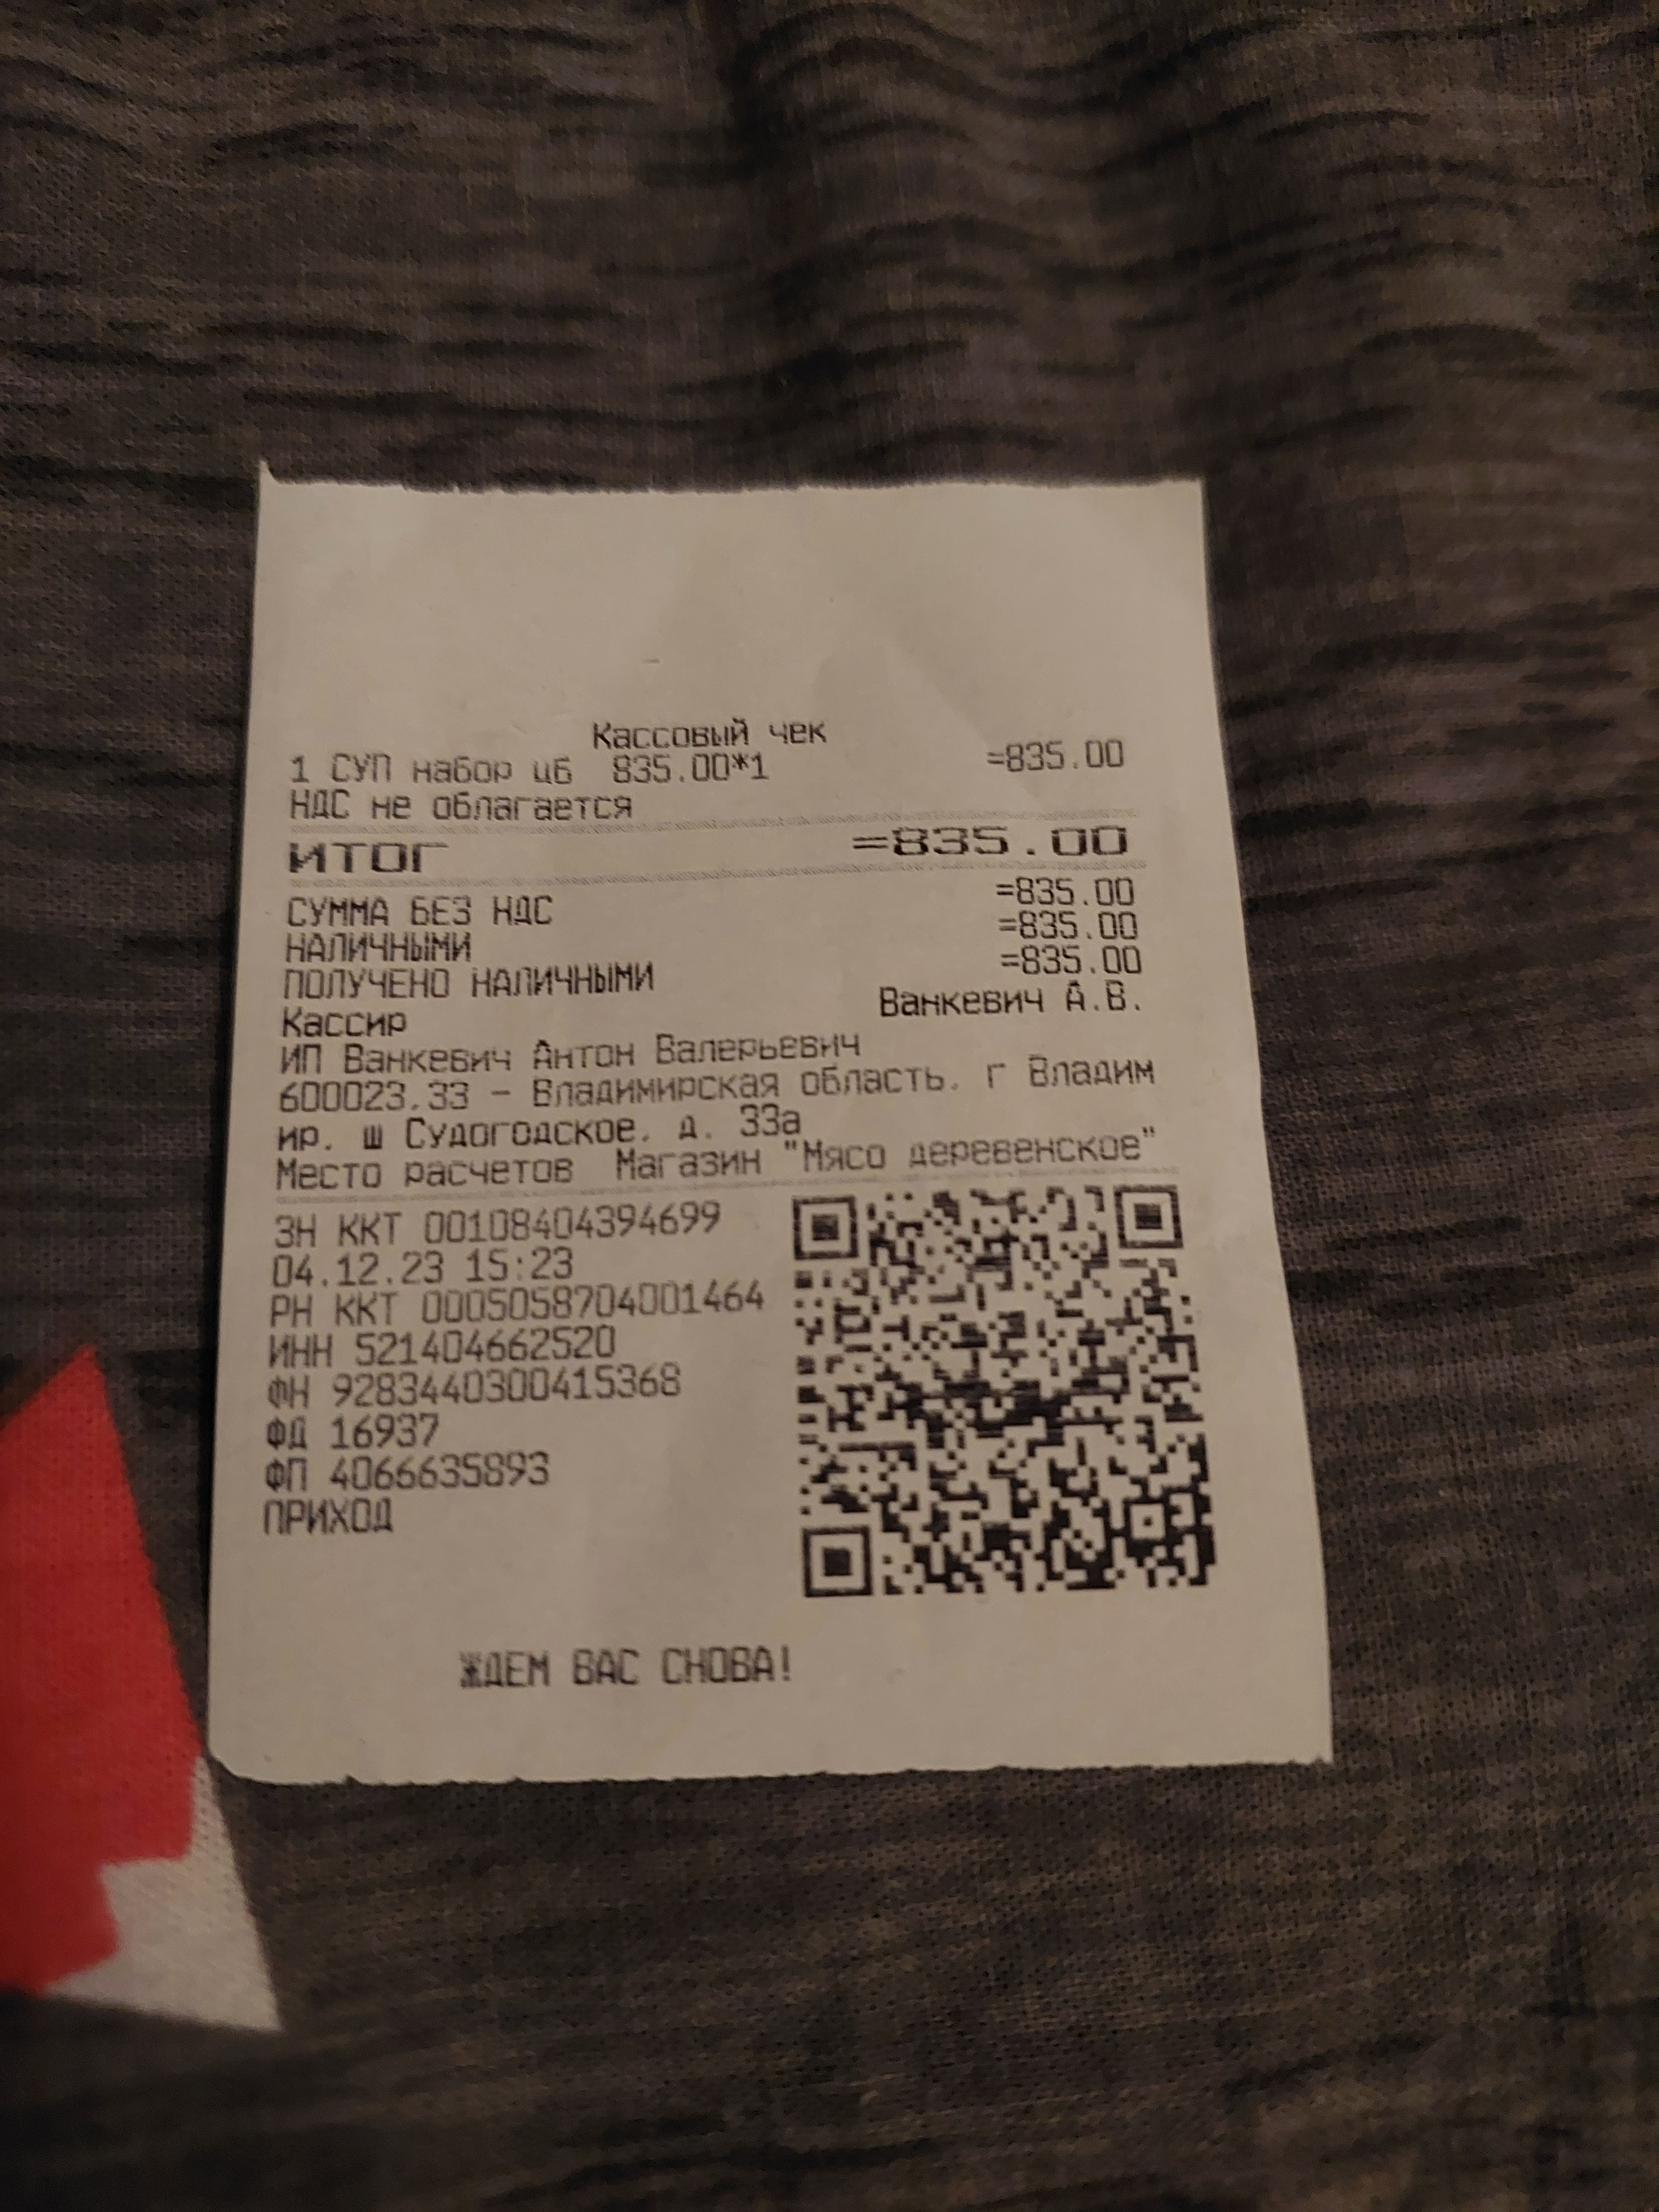 Кассовый чек
1 СУП набор цб 835.00*1 =835.00
НДС не облагается
ИТОГ =835.00
СУММА БЕЗ НДС =835.00
НАЛИЧНЫМИ =835.00
ПОЛУЧЕНО НАЛИЧНЫМИ =835.00
Кассир Ванкевич А.В.
ИП Ванкевич Антон Валерьевич
600023,33 - Владимирская область, г Владим
ир, ш Судогодское, д. 33а
Место расчетов Магазин "Мясо деревенское"
ЗН ККТ 00108404394699
04.12.23 15:23
РН ККТ 0005058704001464
ИНН 521404662520
ФН 9283440300415368
ФД 16937
ФП 4066635893
ПРИХОД
ЖДЕМ ВАС СНОВА!